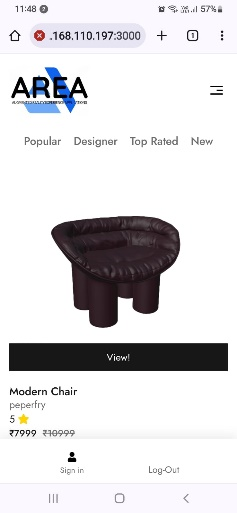 11:48
57%
.168.110.197:3000
1
AREA
Popular Designer Top Rated New
View!
Modern Chair
peperfry
5 ⭐
₹7999 ₹10999
Sign in
Log-Out